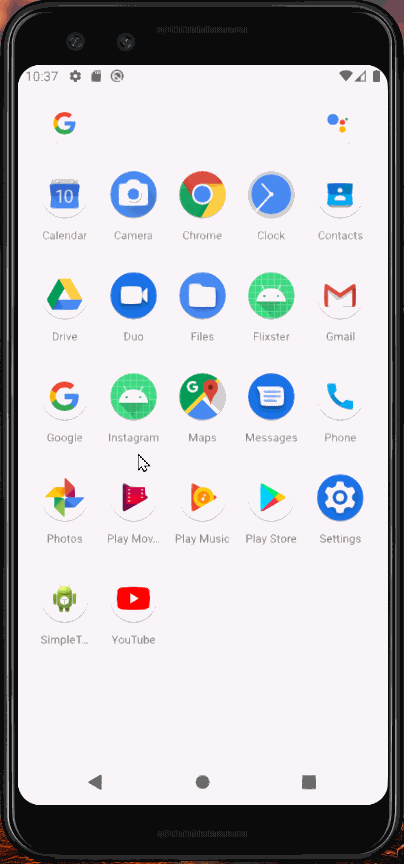 10:37
G
10
Calendar Camera Chrome Clock Contacts
Drive Duo Files Flixster Gmail
G
G
Google Instagram Maps Messages Phone
Photos Play Mov... Play Music Play Store Settings
SimpleT... YouTube